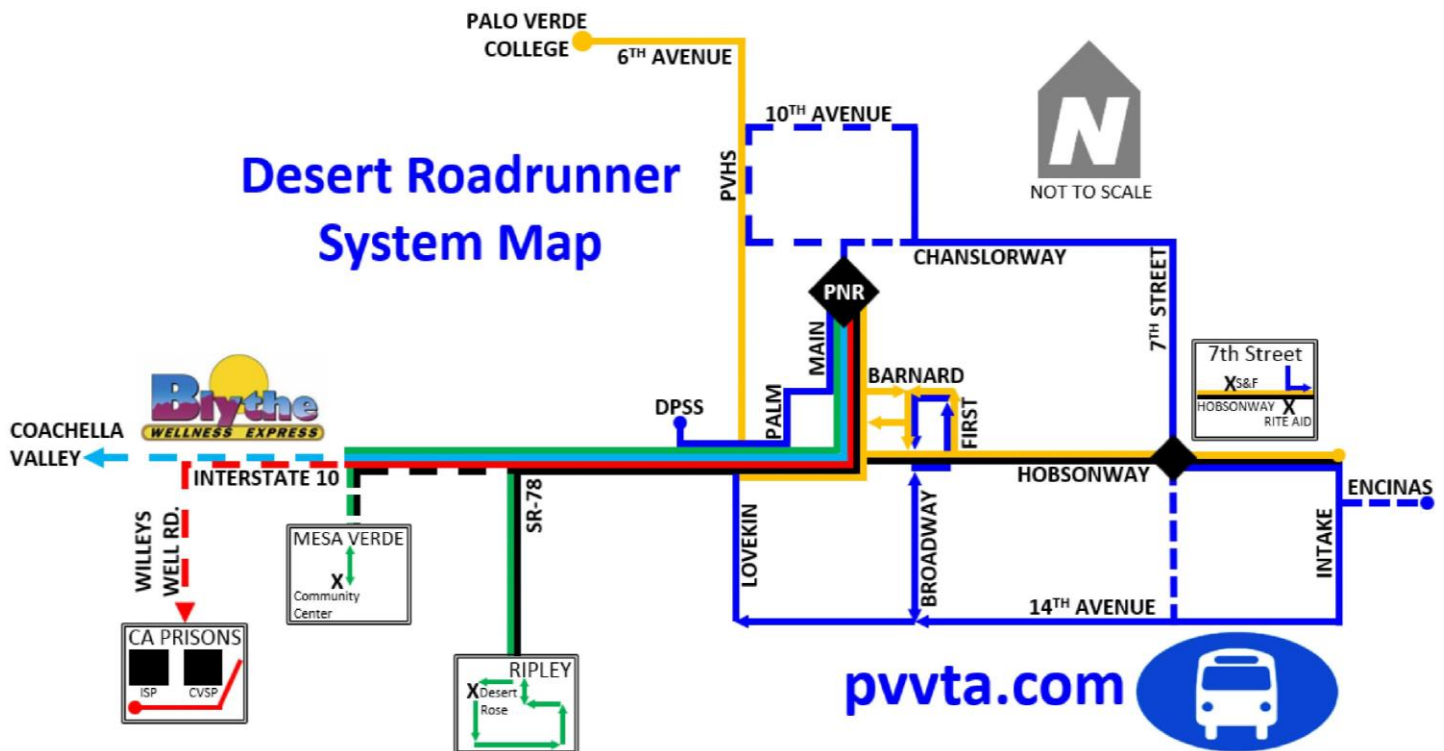 PALO VERDE
COLLEGE
6TH AVENUE
10TH AVENUE
PVHS
N
NOT TO SCALE
Desert Roadrunner
System Map
CHANSLORWAY
7TH STREET
PNR
MAIN
PALM
DPSS
BARNARD
FIRST
7th Street
X S&F
HOBSONWAY X
RITE AID
Blythe
WELLNESS EXPRESS
COACHELLA
VALLEY
INTERSTATE 10
HOBSONWAY
ENCINAS
SR-78
WILLEYS
WELL RD.
MESA VERDE
X
Community
Center
LOVEKIN
BROADWAY
INTAKE
14TH AVENUE
CA PRISONS
ISP CVSP
RIPLEY
X Desert
Rose
pvvta.com